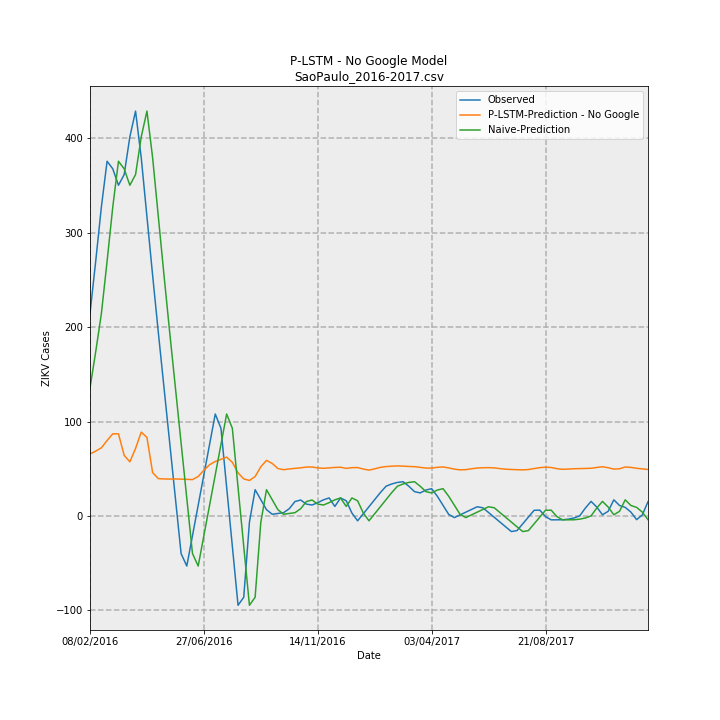 P-LSTM - No Google Model
SaoPaulo_2016-2017.csv
Observed
P-LSTM-Prediction - No Google
Naive-Prediction
400
300
200
100
0
−100
ZIKV Cases
08/02/2016
27/06/2016
14/11/2016
03/04/2017
21/08/2017
Date